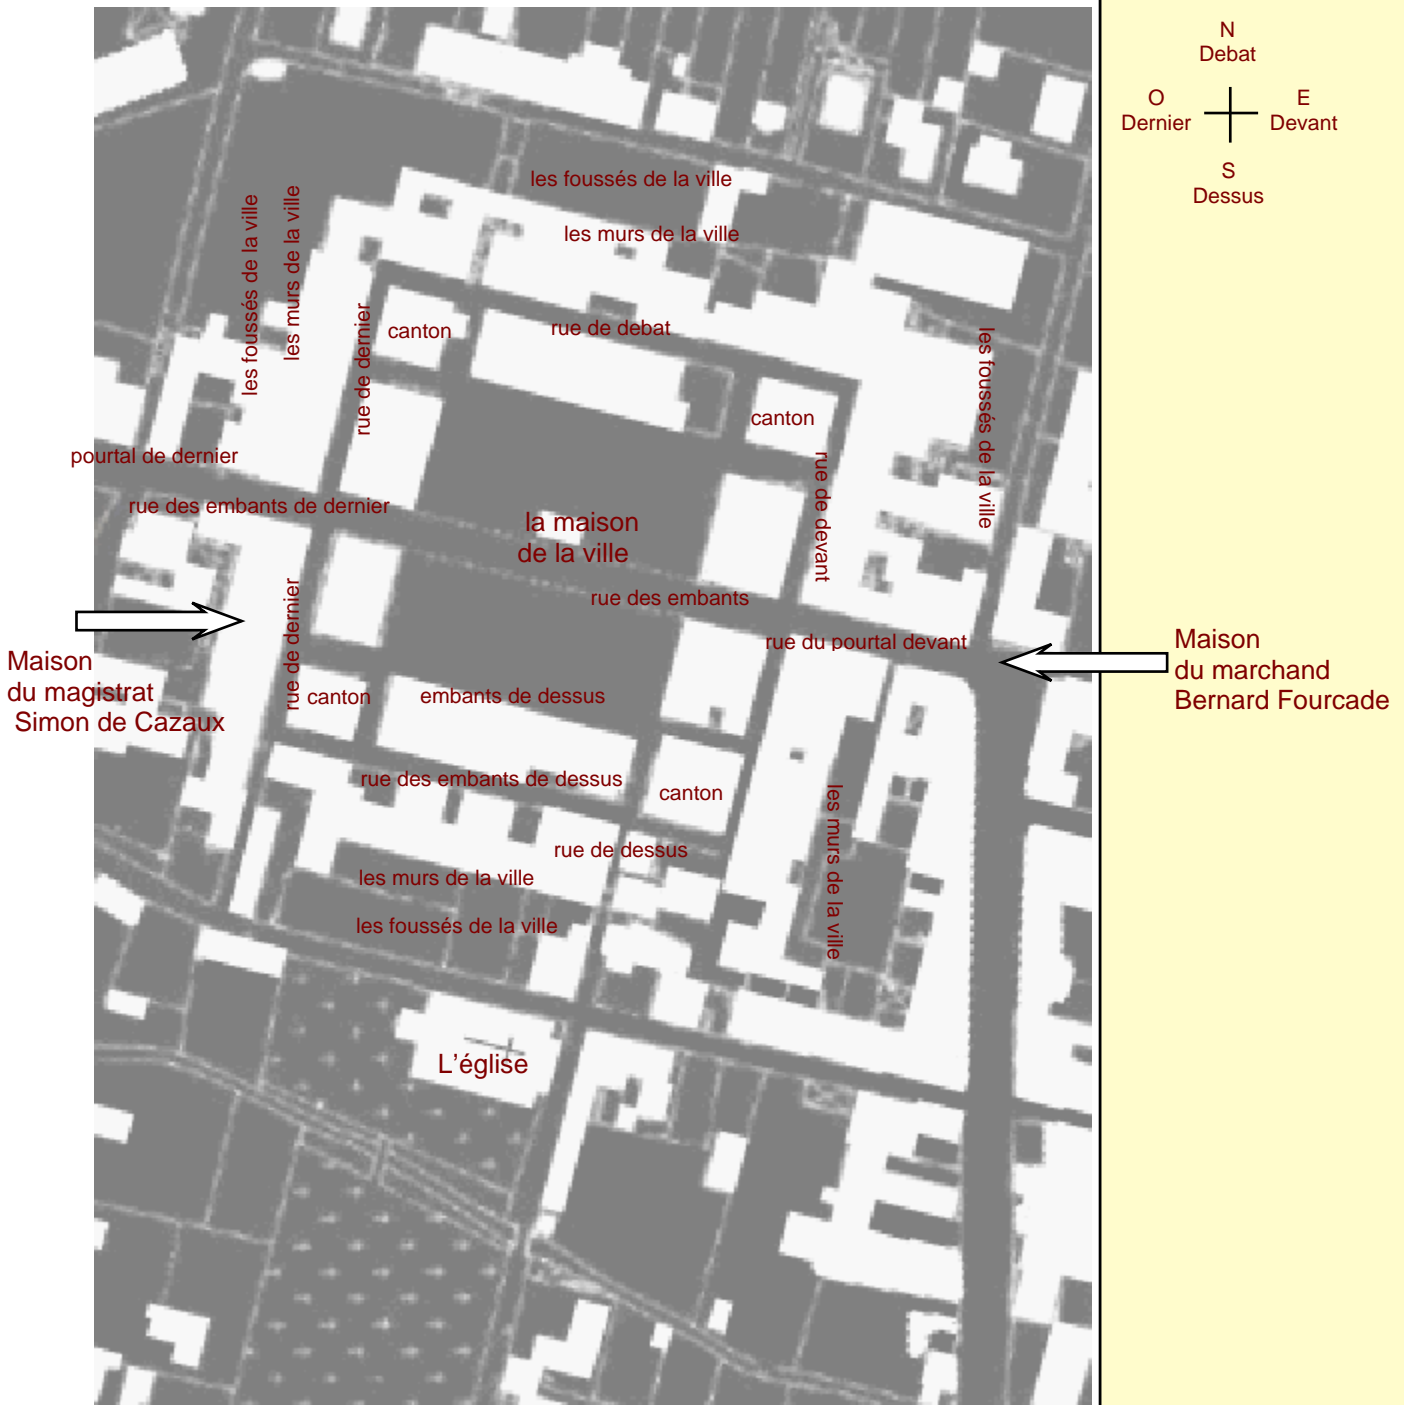 N
Debat
O
Dernier
E
Devant
S
Dessus
les foussés de la ville
les murs de la ville
les foussés de la ville
les murs de la ville
rue de dernier
canton
rue de debat
les foussés de la ville
canton
rue de devant
pourtal de dernier
rue des embants de dernier
la maison
de la ville
rue des embants
rue du pourtal devant
Maison
du magistrat
Simon de Cazaux
Maison
du marchand
Bernard Fourcade
rue de dernier
canton
embants de dessus
rue des embants de dessus
canton
les murs de la ville
rue de dessus
les murs de la ville
les foussés de la ville
L'église